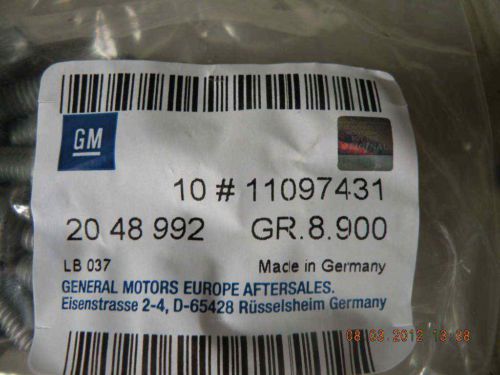 GM
ORIGINAL
10 # 11097431
20 48 992 GR.8.900
LB 037 Made in Germany
GENERAL MOTORS EUROPE AFTERSALES.
Eisenstrasse 2-4, D-65428 Rüsselsheim Germany